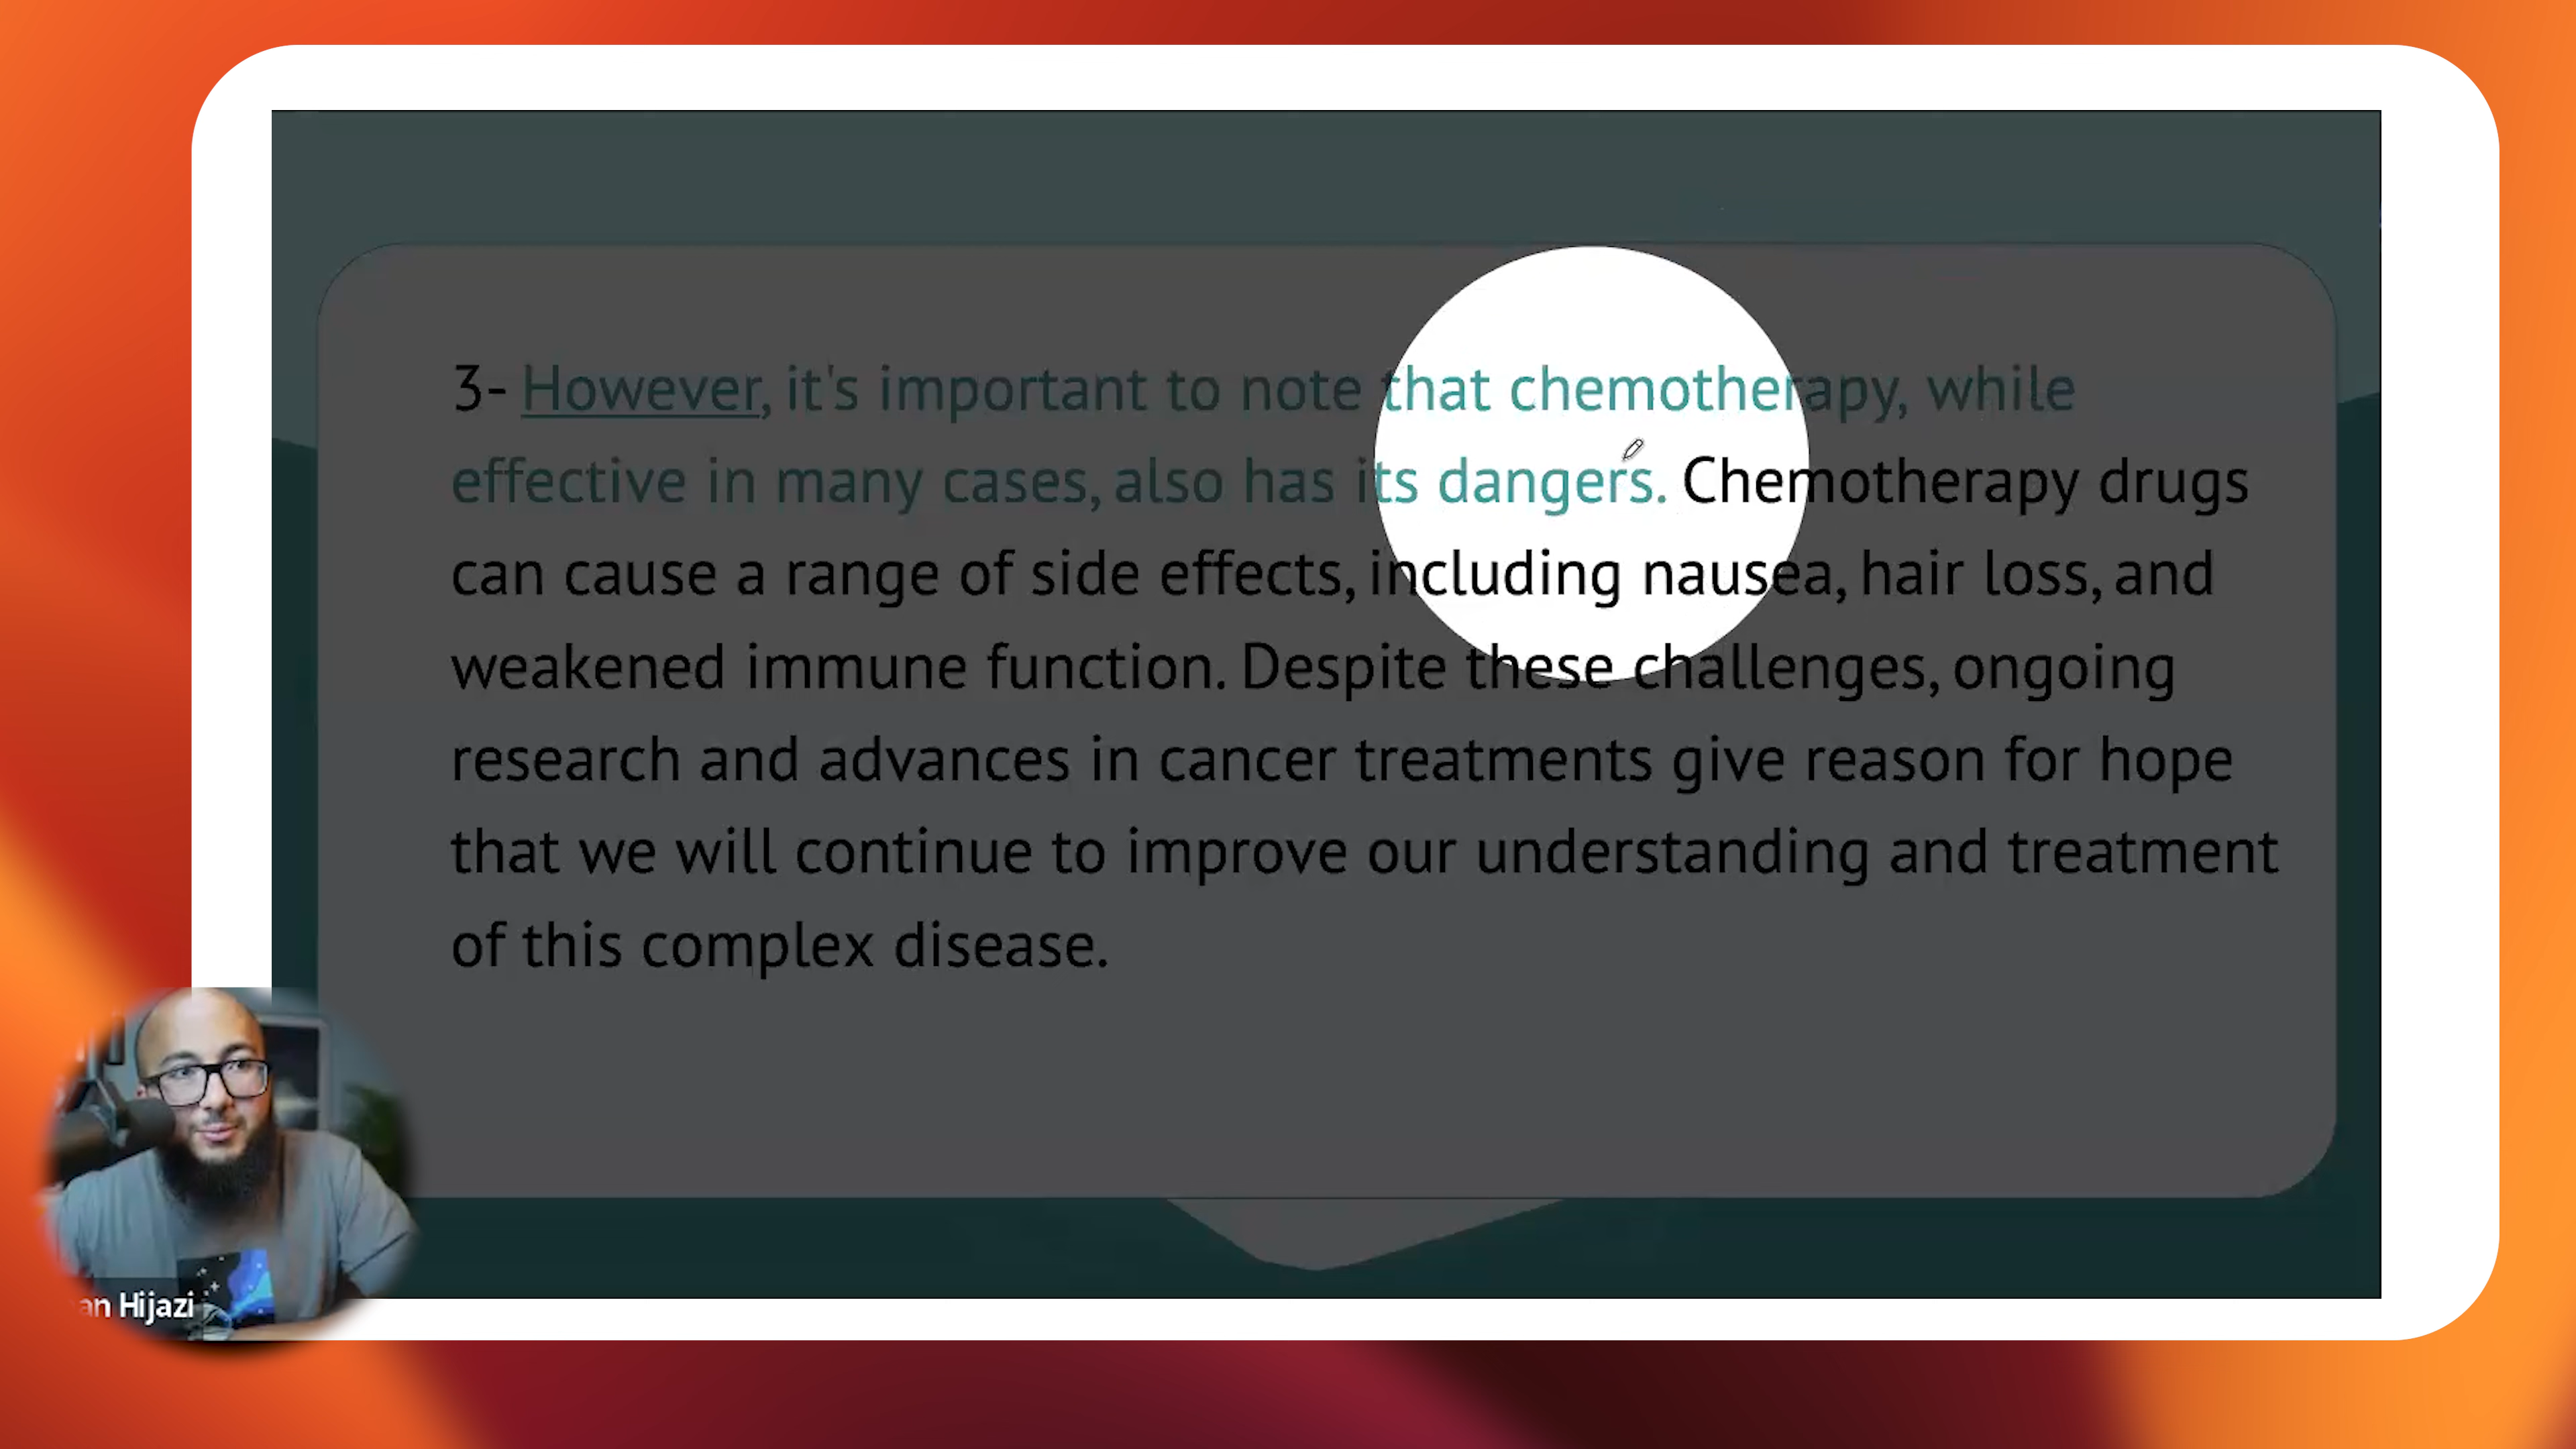 3- However, it's important to note that chemotherapy, while
effective in many cases, also has its dangers. Chemotherapy drugs
can cause a range of side effects, including nausea, hair loss, and
weakened immune function. Despite these challenges, ongoing
research and advances in cancer treatments give reason for hope
that we will continue to improve our understanding and treatment
of this complex disease.
an Hijazi